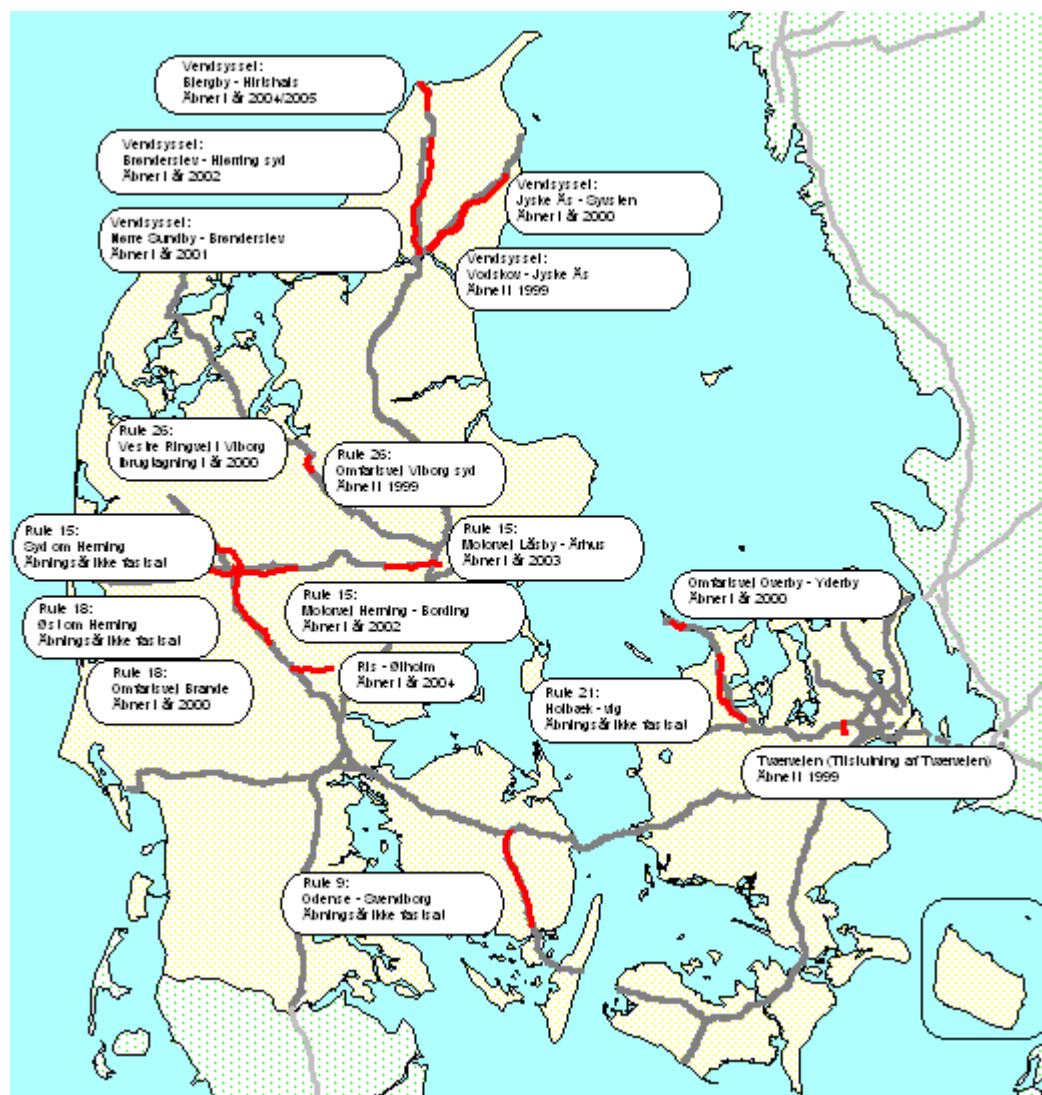 Vendsyssel:
Bjergby - Hirtshals
Åbner i år 2004/2005
Vendsyssel:
Brønderslev - Hjørring syd
Åbner i år 2002
Vendsyssel:
Jyske Ås - Syvsten
Åbner i år 2000
Vendsyssel:
Nørre Sundby - Brønderslev
Åbner i år 2001
Vendsyssel:
Vodskov - Jyske Ås
Åbnet i 1999
Rute 26:
Vestre Ringvej i Viborg
Ibrugtagning i år 2000
Rute 26:
Omfartsvej Viborg syd
Åbnet i 1999
Rute 15:
Syd om Herning
Åbningsår ikke fastsat
Rute 15:
Motorvej Låsby - Århus
Åbner i år 2003
Omfartsvej Overby - Yderby
Åbner i år 2000
Rute 15:
Motorvej Herning - Bording
Åbner i år 2002
Rute 18:
Øst om Herning
Åbningsår ikke fastsat
Rute 18:
Omfartsvej Brande
Åbner i år 2000
Ris - Ølholm
Åbner i år 2004
Rute 21:
Holbæk - Vig
Åbningsår ikke fastsat
Tværvejen (Tilslutning af Tværvejen)
Åbnet i 1999
Rute 9:
Odense - Svendborg
Åbningsår ikke fastsat